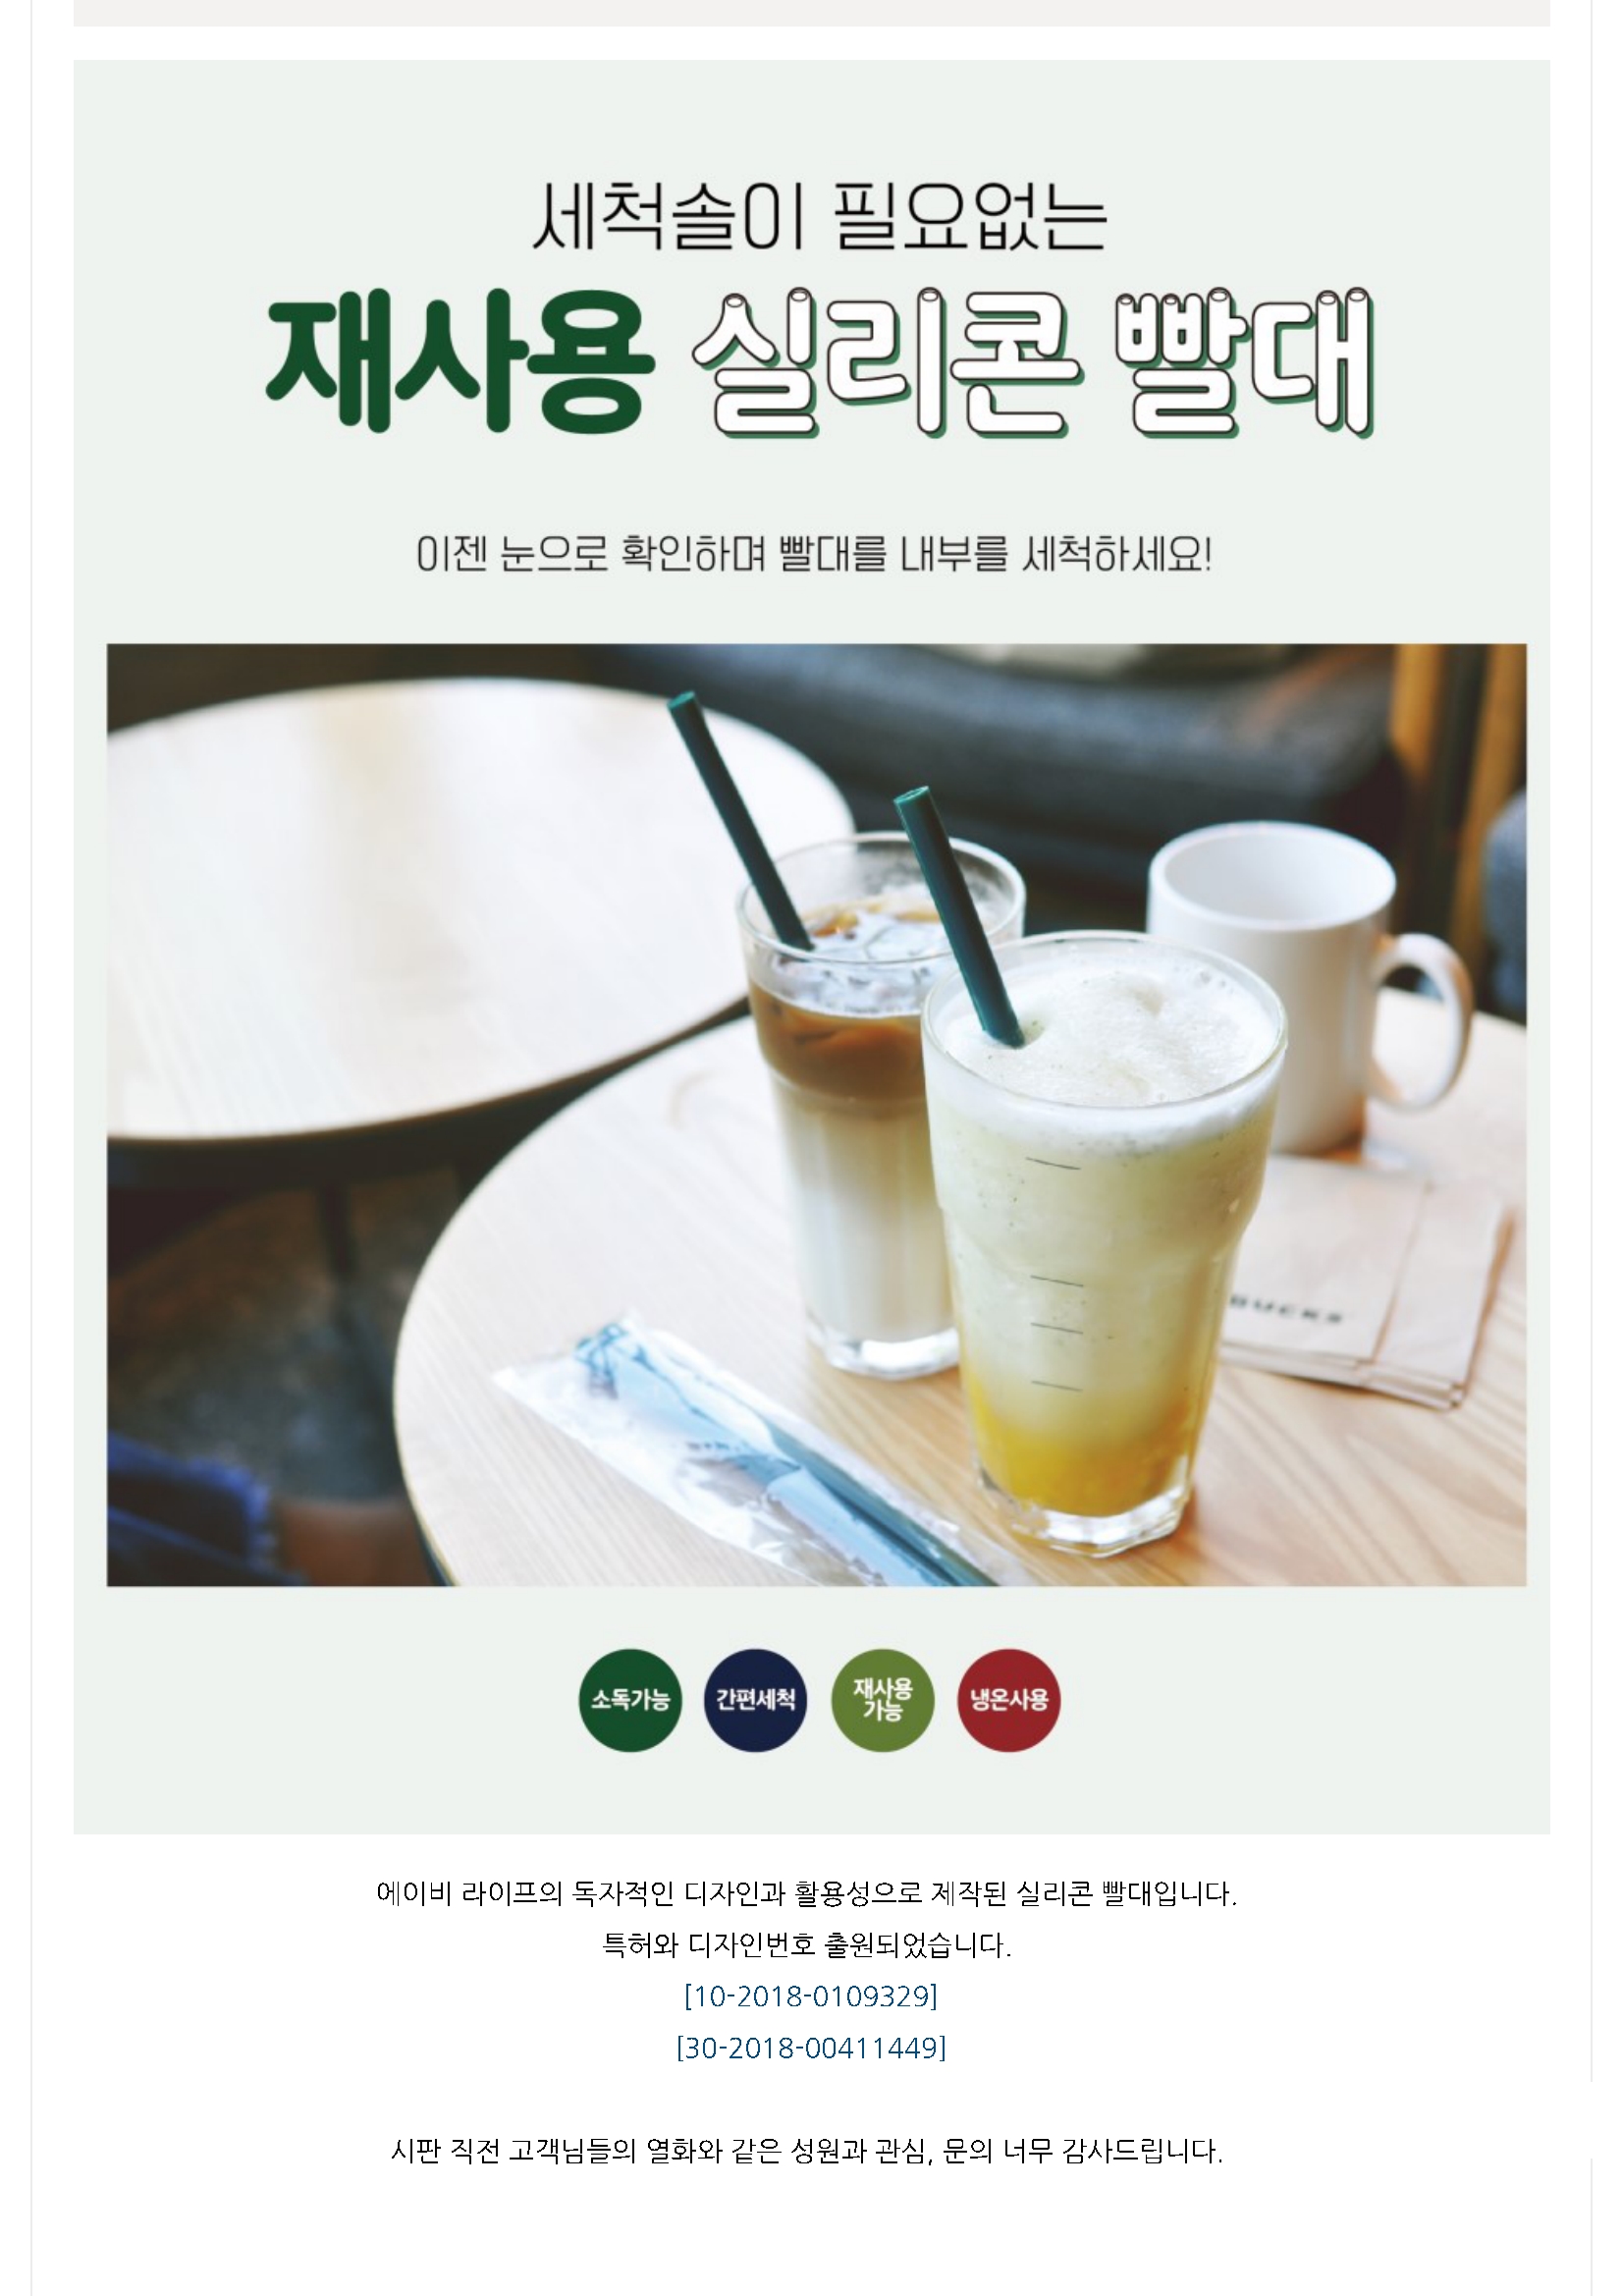 세척솔이 필요없는
재사용 실리콘 빨대
이젠 눈으로 확인하며 빨대를 내부를 세척하세요!
BUCKS
소독가능 간편세척 재사용 가능 냉온사용
에이비 라이프의 독자적인 디자인과 활용성으로 제작된 실리콘 빨대입니다.
특허와 디자인번호 출원되었습니다.
[10-2018-0109329]
[30-2018-00411449]
시판 직전 고객님들의 열화와 같은 성원과 관심, 문의 너무 감사드립니다.